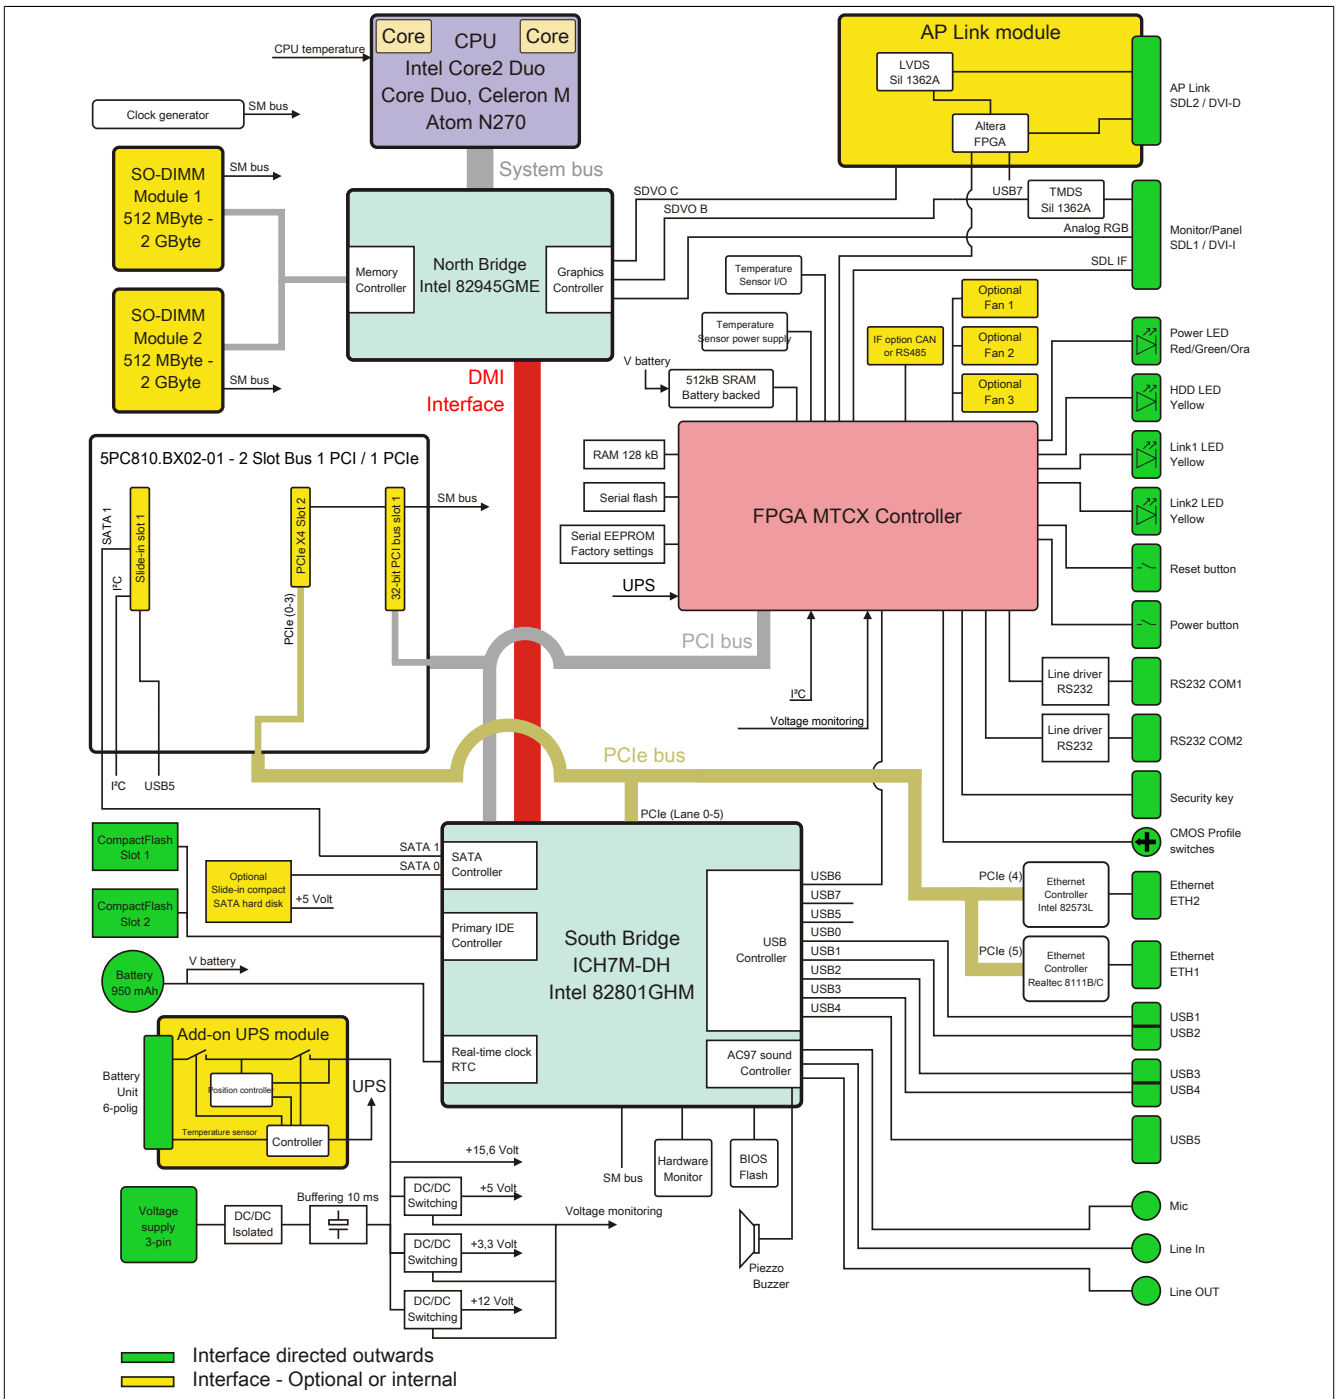 Core
CPU
Core
Intel Core2 Duo
Core Duo, Celeron M
Atom N270
CPU temperature
Clock generator
SM bus
AP Link module
LVDS
Sil 1362A
Altera
FPGA
AP Link
SDL2 / DVI-D
SO-DIMM
Module 1
512 MByte -
2 GByte
SM bus
System bus
SO-DIMM
Module 2
512 MByte -
2 GByte
SM bus
Memory
Controller
North Bridge
Intel 82945GME
Graphics
Controller
SDVO C
SDVO B
USB7
TMDS
Sil 1362A
Analog RGB
SDL IF
Monitor/Panel
SDL1 / DVI-I
Temperature
Sensor I/O
Temperature
Sensor power supply
V battery
512kB SRAM
Battery backed
IF option CAN
or RS485
Optional
Fan 1
Optional
Fan 2
Optional
Fan 3
Power LED
Red/Green/Ora
HDD LED
Yellow
Link1 LED
Yellow
Link2 LED
Yellow
Reset button
Power button
DMI
Interface
5PC810.BX02-01 - 2 Slot Bus 1 PCI / 1 PCIe
SATA 1
I²C
Slide-in slot 1
PCIe X4 Slot 2
PCIe (0-3)
32-bit PCI bus slot 1
SM bus
I²C
USB5
RAM 128 kB
Serial flash
Serial EEPROM
Factory settings
UPS
FPGA MTCX Controller
PCI bus
I²C
Voltage monitoring
Line driver
RS232
RS232 COM1
Line driver
RS232
RS232 COM2
Security key
CMOS Profile
switches
PCIe bus
PCIe (Lane 0-5)
PCIe (4)
Ethernet
Controller
Intel 82573L
Ethernet
ETH2
PCIe (5)
Ethernet
Controller
Realtec 8111B/C
Ethernet
ETH1
CompactFlash
Slot 1
CompactFlash
Slot 2
Optional
Slide-in compact
SATA hard disk
+5 Volt
SATA 1
SATA 0
SATA
Controller
Primary IDE
Controller
South Bridge
ICH7M-DH
Intel 82801GHM
USB
Controller
USB6
USB7
USB5
USB0
USB1
USB2
USB3
USB4
Battery
950 mAh
V battery
Real-time clock
RTC
AC97 sound
Controller
USB1
USB2
USB3
USB4
USB5
Add-on UPS module
Battery
Unit
6-polig
Position controller
Temperature sensor
Controller
UPS
SM bus
Hardware
Monitor
BIOS
Flash
Piezzo
Buzzer
Mic
Line In
Line OUT
Voltage
supply
3-pin
DC/DC
Isolated
Buffering 10 ms
+15,6 Volt
DC/DC
Switching
+5 Volt
Voltage monitoring
DC/DC
Switching
+3,3 Volt
DC/DC
Switching
+12 Volt
Interface directed outwards
Interface - Optional or internal